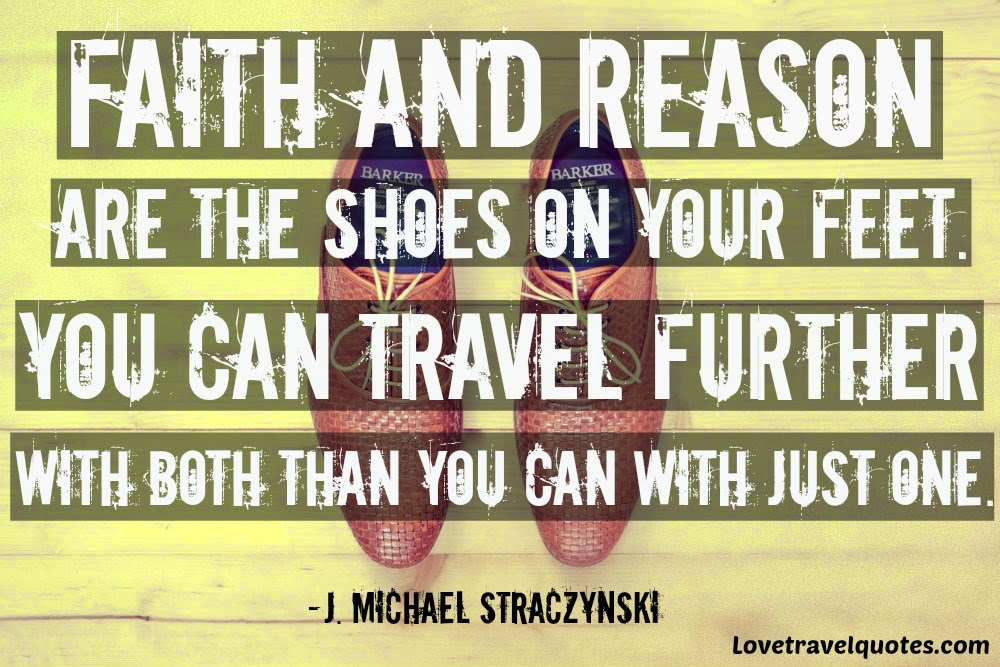 FAITH AND REASON
BARKER BARKER
ARE THE SHOES ON YOUR FEET.
YOU CAN TRAVEL FURTHER
WITH BOTH THAN YOU CAN WITH JUST ONE.
-J. MICHAEL STRACZYNSKI
Lovetravelquotes.com